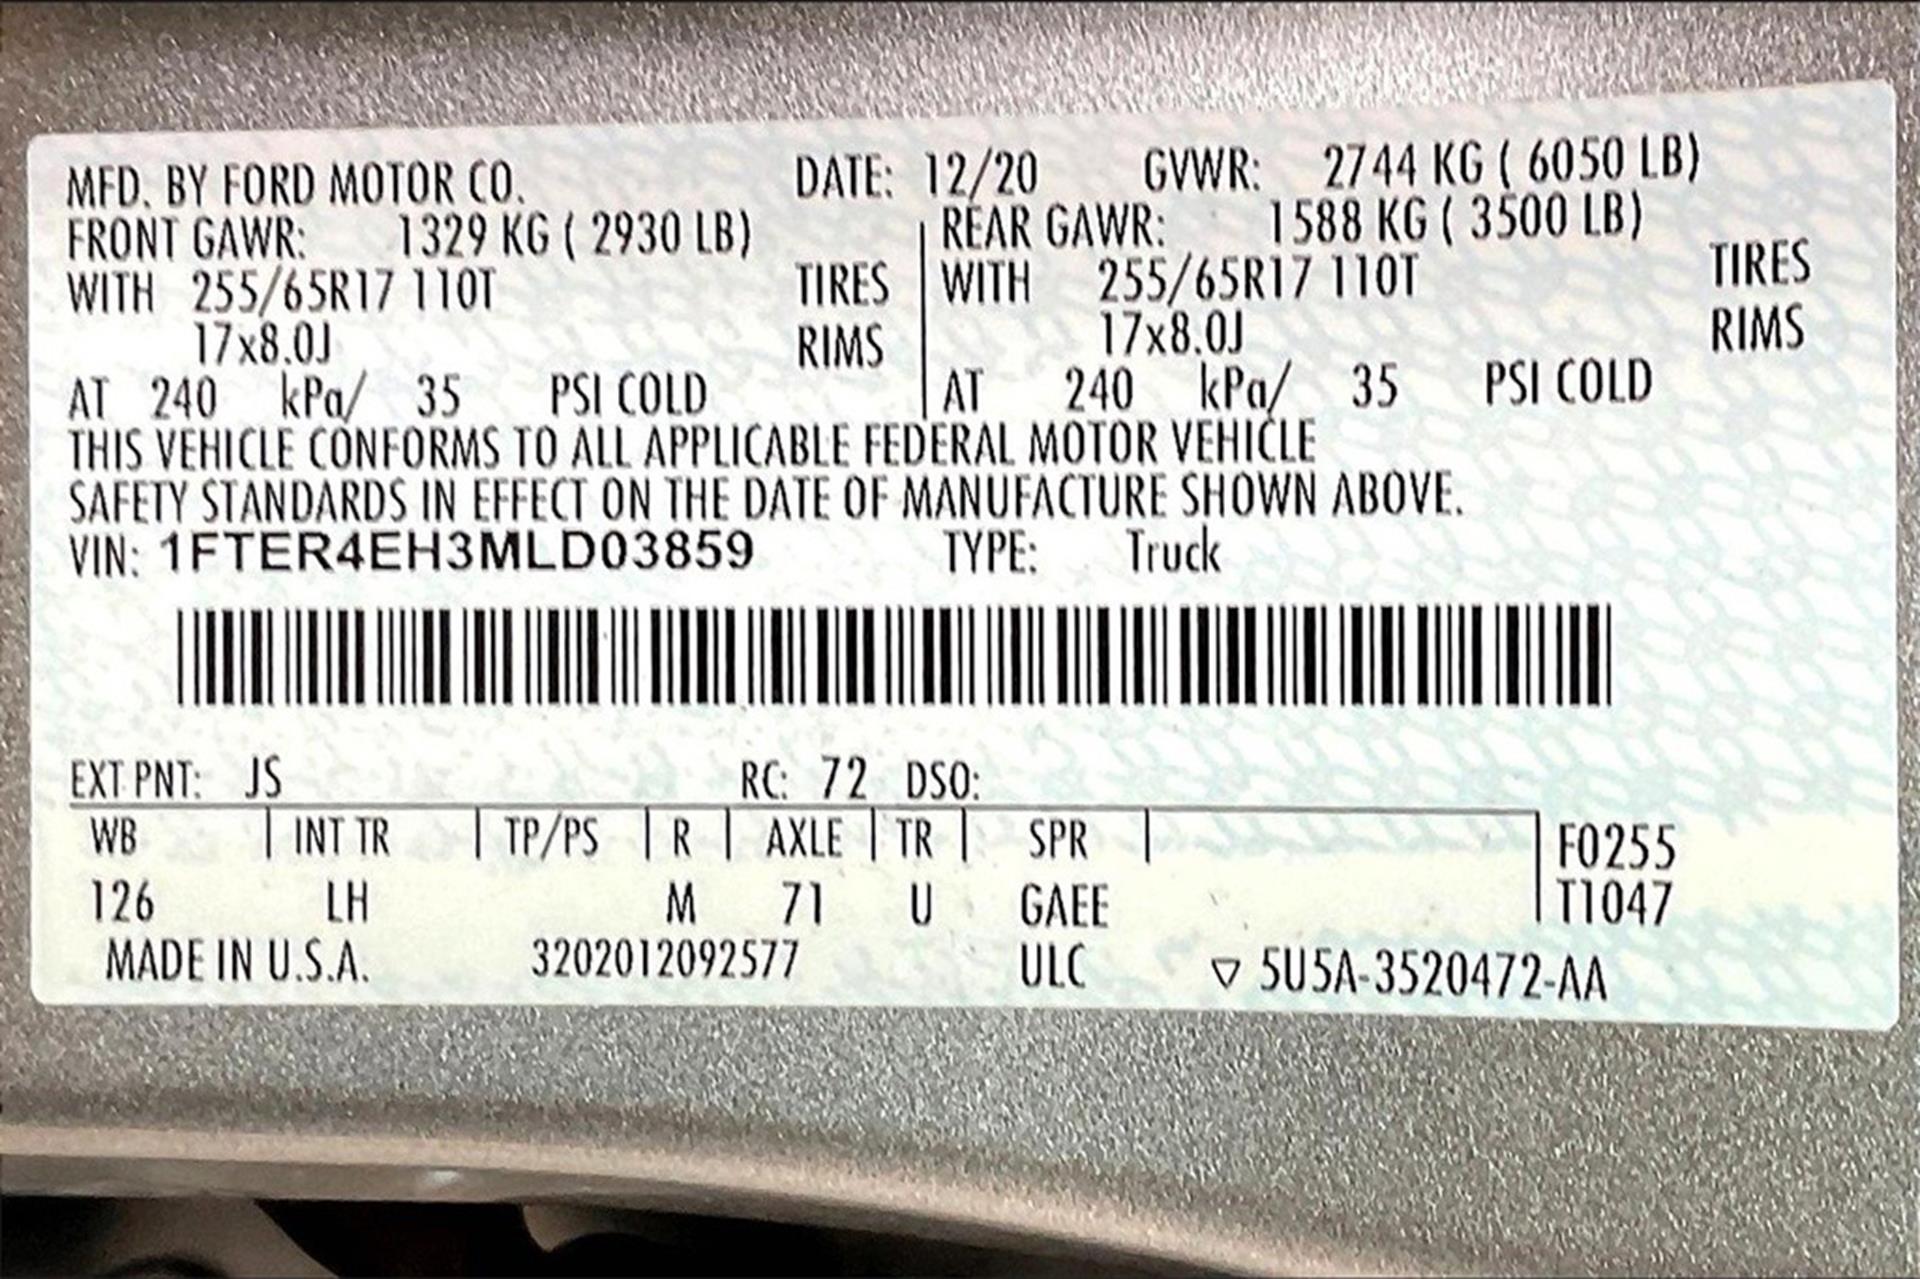 MFD. BY FORD MOTOR CO. DATE: 12/20 GVWR: 2744 KG ( 6050 LB)
FRONT GAWR: 1329 KG ( 2930 LB) REAR GAWR: 1588 KG ( 3500 LB)
WITH 255/65R17 110T TIRES WITH 255/65R17 110T TIRES
17x8.0J RIMS 17x8.0J RIMS
AT 240 kPa/ 35 PSI COLD AT 240 kPa/ 35 PSI COLD
THIS VEHICLE CONFORMS TO ALL APPLICABLE FEDERAL MOTOR VEHICLE
SAFETY STANDARDS IN EFFECT ON THE DATE OF MANUFACTURE SHOWN ABOVE.
VIN: 1FTER4EH3MLD03859 TYPE: Truck
EXT PNT: JS RC: 72 DSO:
WB | INT TR | TP/PS | R | AXLE | TR | SPR | F0255
126 LH M 71 U GAEE T1047
MADE IN U.S.A. 3202012092577 ULC ▽ 5U5A-3520472-AA